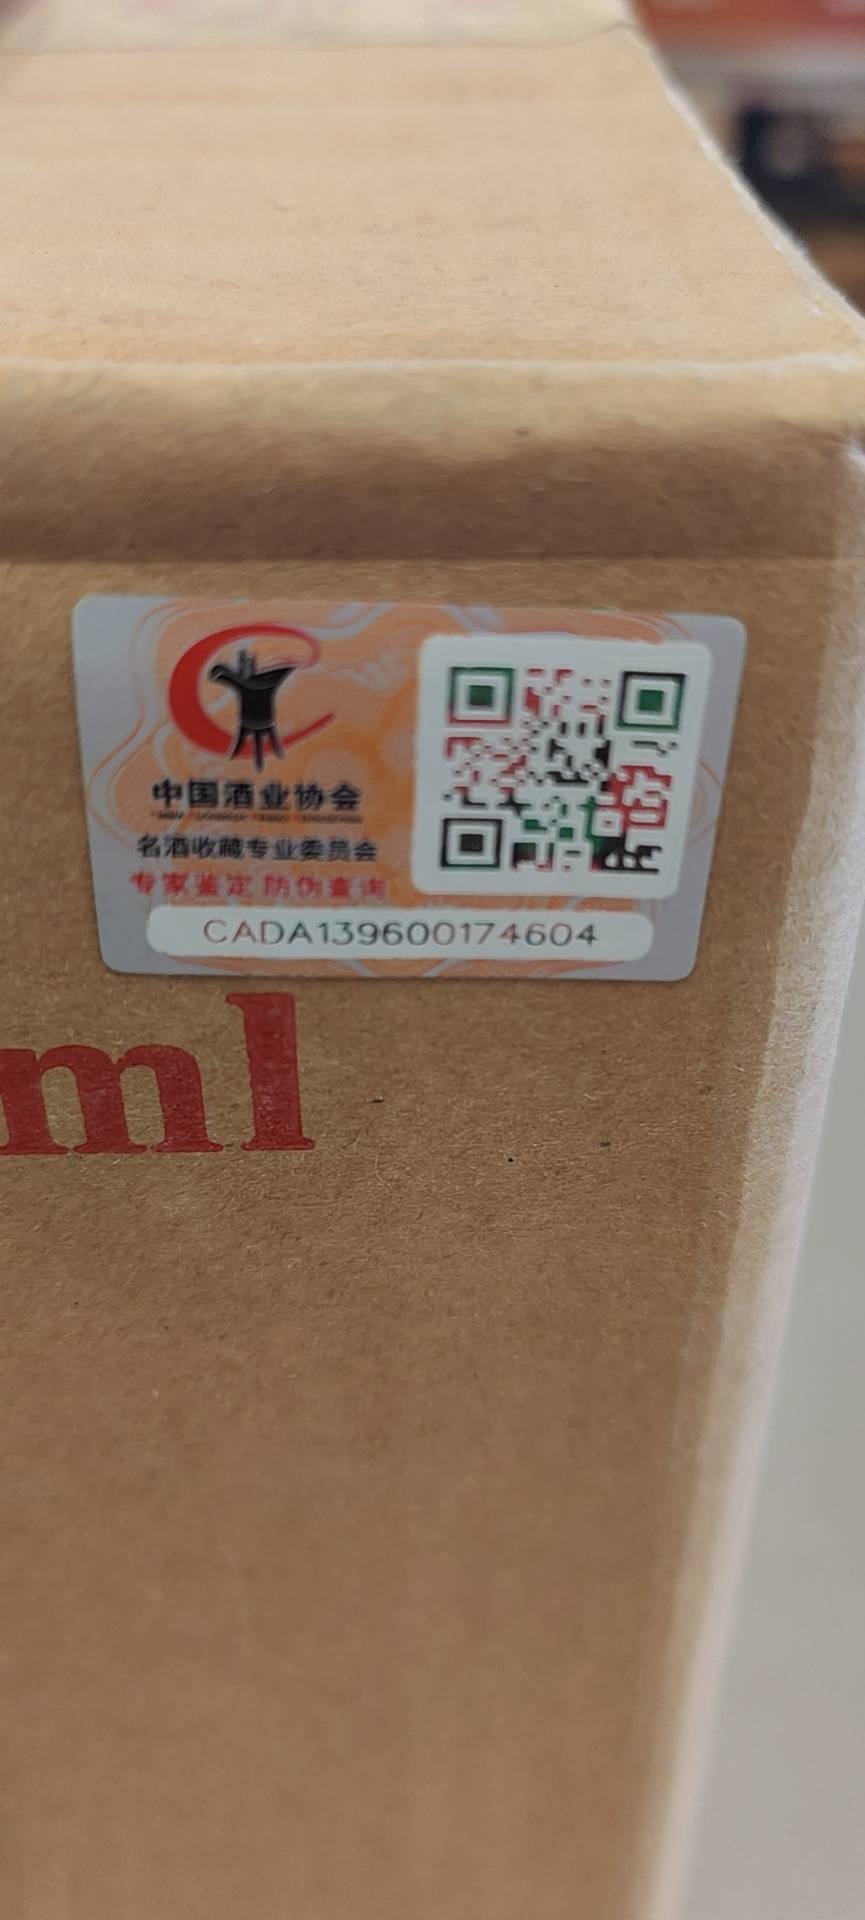 中国酒业协会
名酒收藏专业委员会
专家鉴定 防伪查询
CADA139600174604
ml